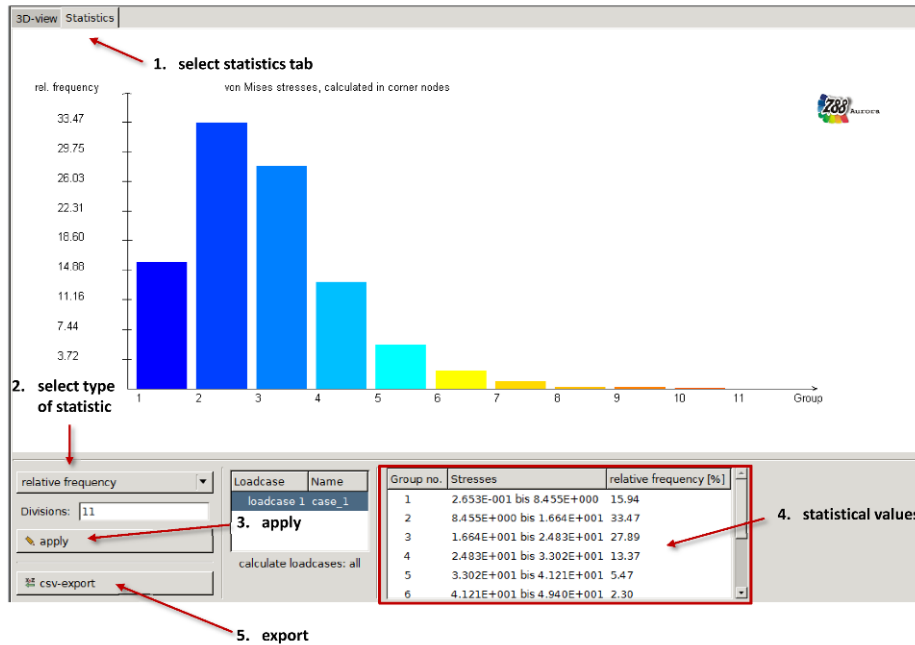 3D-view Statistics
1. select statistics tab
rel. frequency
von Mises stresses, calculated in corner nodes
Z88 Aurora
33.47
29.75
26.03
22.31
18.60
14.88
11.16
7.44
3.72
1 2 3 4 5 6 7 8 9 10 11 Group
2. select type
of statistic
relative frequency
Divisions: 11
apply
csv-export
3. apply
Loadcase Name
loadcase 1 case_1
calculate loadcases: all
Group no. Stresses relative frequency [%]
1 2.653E-001 bis 8.455E+000 15.94
2 8.455E+000 bis 1.664E+001 33.47
3 1.664E+001 bis 2.483E+001 27.89
4 2.483E+001 bis 3.302E+001 13.37
5 3.302E+001 bis 4.121E+001 5.47
6 4.121E+001 bis 4.940E+001 2.30
4. statistical values
5. export